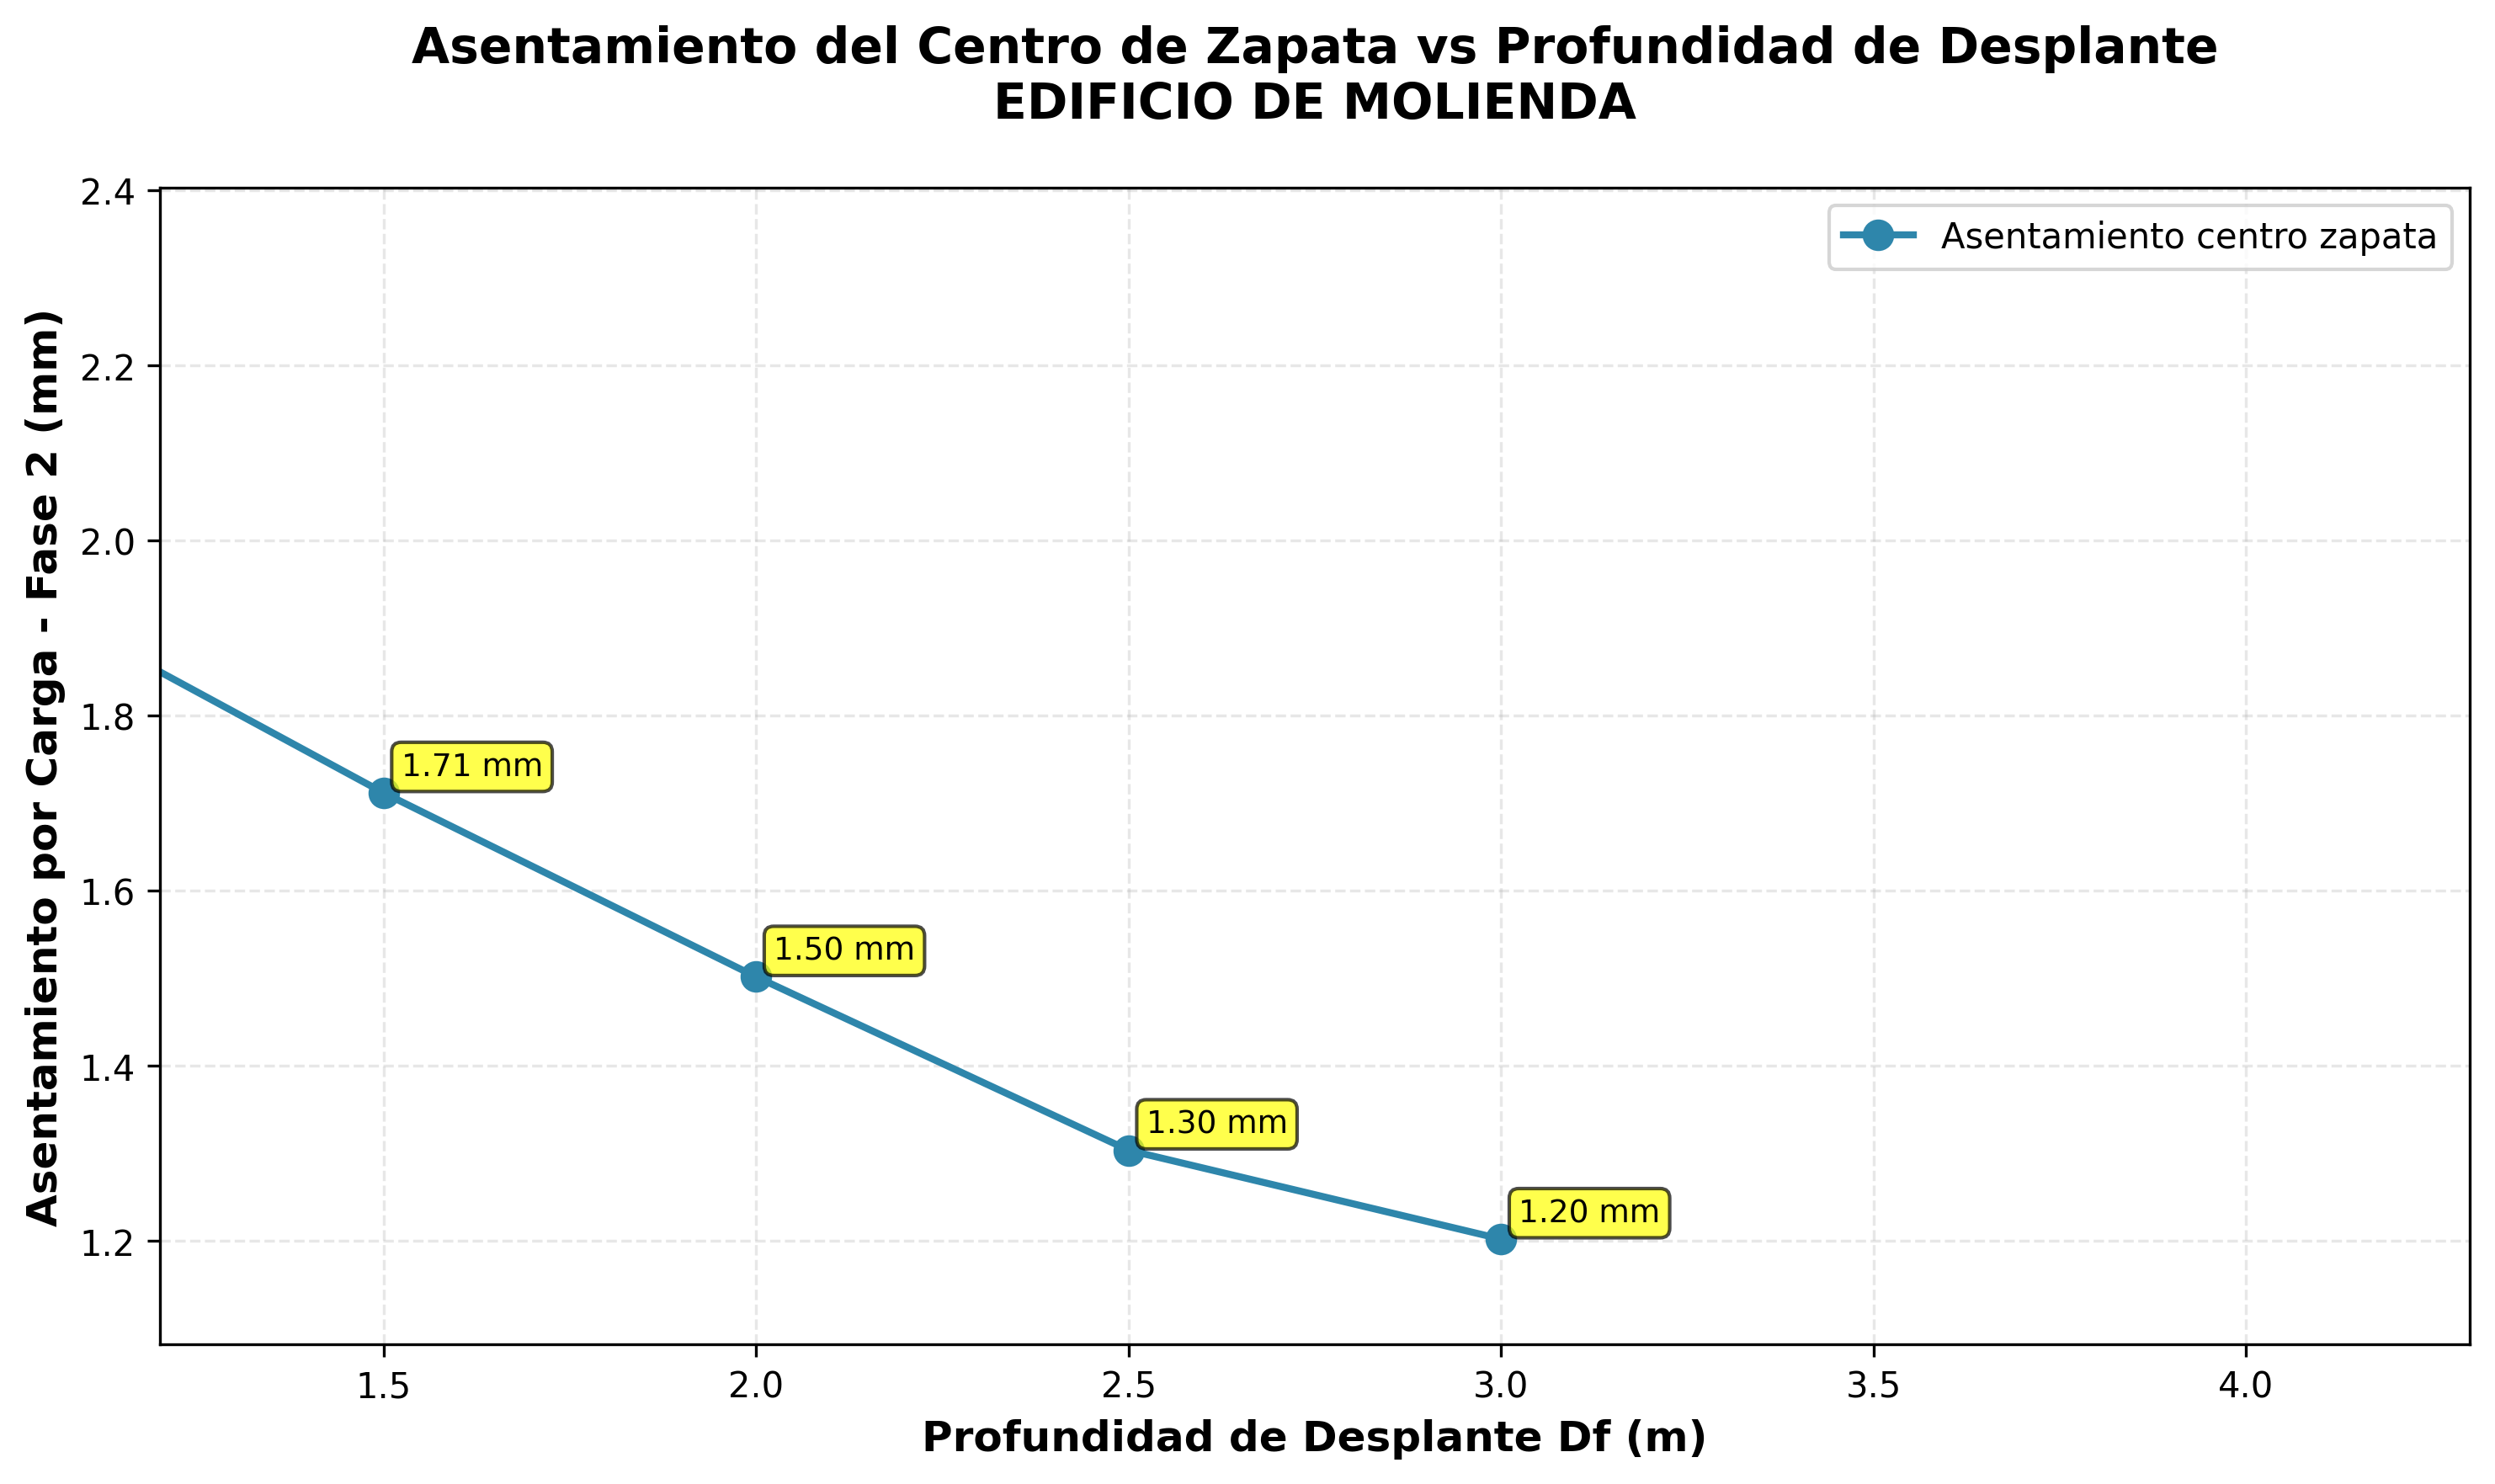 Asentamiento del Centro de Zapata vs Profundidad de Desplante
EDIFICIO DE MOLIENDA
Asentamiento centro zapata
Asentamiento por Carga - Fase 2 (mm)
2.4
2.2
2.0
1.8
1.6
1.4
1.2
1.71 mm
1.50 mm
1.30 mm
1.20 mm
1.5 2.0 2.5 3.0 3.5 4.0
Profundidad de Desplante Df (m)